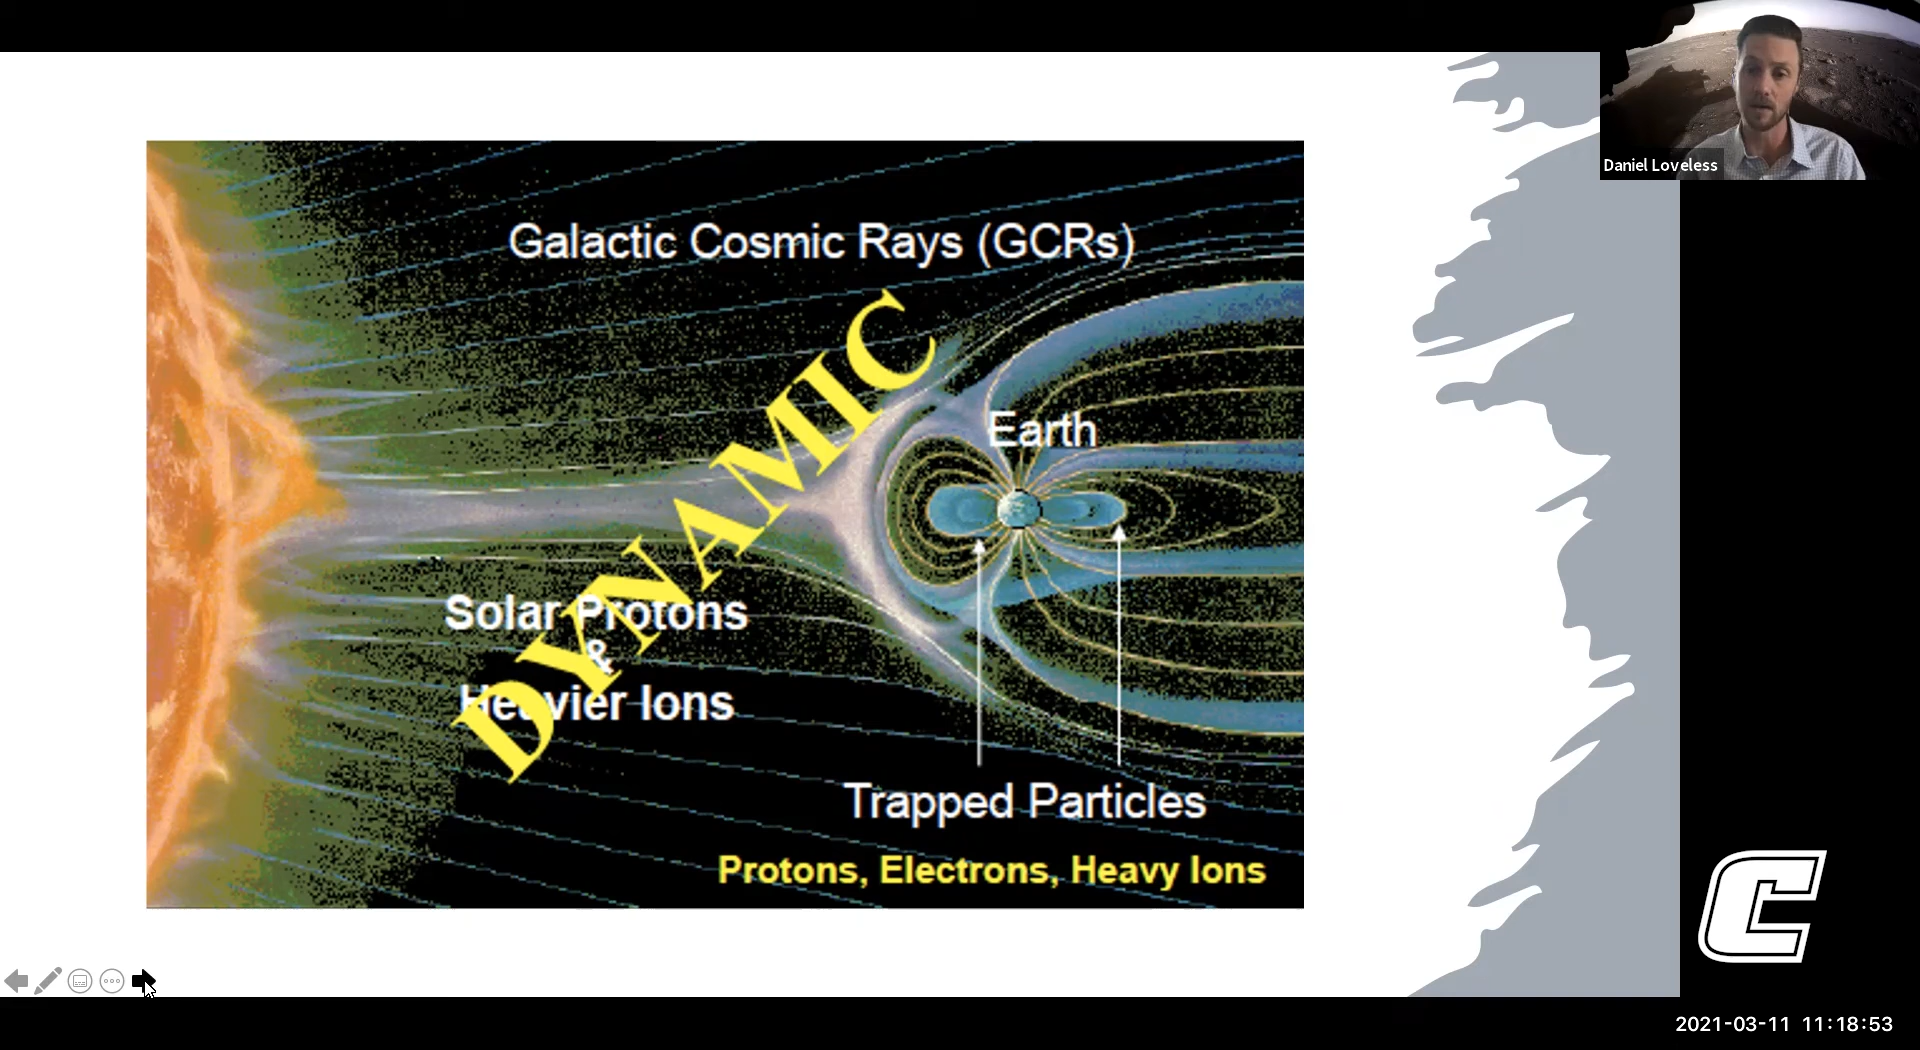 Daniel Loveless
Galactic Cosmic Rays (GCRs)
DYNAMIC
Earth
Solar Protons
&
Heavier Ions
Trapped Particles
Protons, Electrons, Heavy Ions
C
2021-03-11 11:18:53